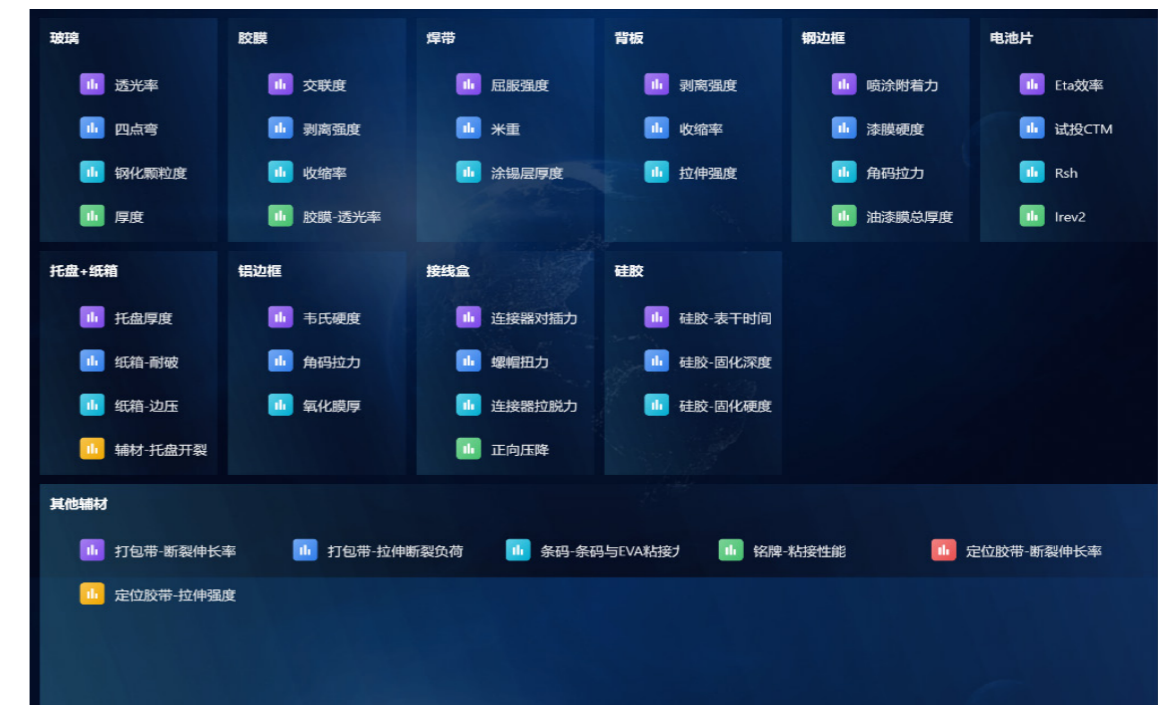 玻璃 胶膜 焊带 背板 钢边框 电池片
透光率 交联度 屈服强度 剥离强度 喷涂附着力 Eta效率
四点弯 剥离强度 米重 收缩率 漆膜硬度 试投CTM
钢化颗粒度 收缩率 涂锡层厚度 拉伸强度 角码拉力 Rsh
厚度 胶膜-透光率 油漆膜总厚度 Irev2
托盘+纸箱 铝边框 接线盒 硅胶
托盘厚度 韦氏硬度 连接器对插力 硅胶-表干时间
纸箱-耐破 角码拉力 螺帽扭力 硅胶-固化深度
纸箱-边压 氧化膜厚 连接器拉脱力 硅胶-固化硬度
辅材-托盘开裂 正向压降
其他辅材
打包带-断裂伸长率 打包带-拉伸断裂负荷 条码-条码与EVA粘接 铭牌-粘接性能 定位胶带-断裂伸长率
定位胶带-拉伸强度